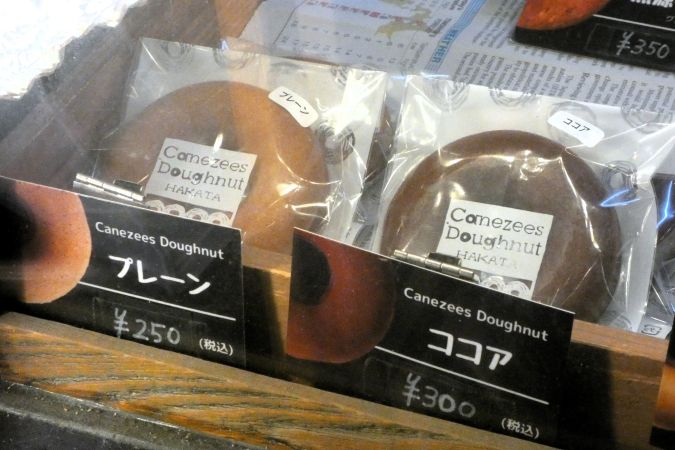 ¥350
プレーン
Canezees
Doughnut
HAKATA
ココア
Canezees
Doughnut
HAKATA
Canezees Doughnut
プレーン
¥250
(税込)
Canezees Doughnut
ココア
¥300
(税込)